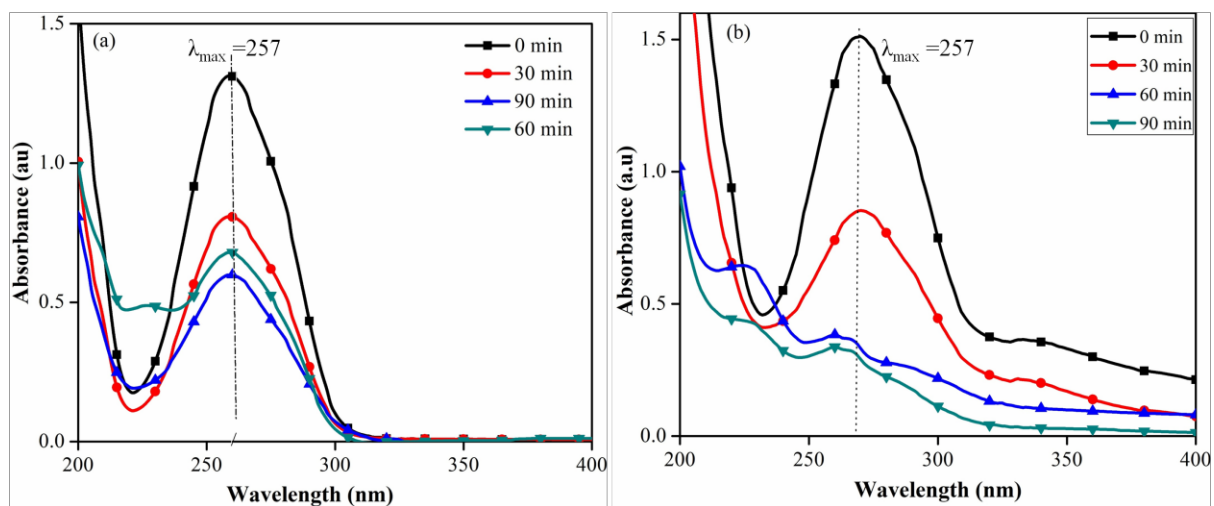 (a)
λmax =257
0 min
30 min
90 min
60 min
1.5
1.0
0.5
0.0
Absorbance (au)
200
250
300
350
400
Wavelength (nm)
(b)
λmax =257
0 min
30 min
60 min
90 min
1.5
1.0
0.5
0.0
Absorbance (a.u)
200
250
300
350
400
Wavelength (nm)